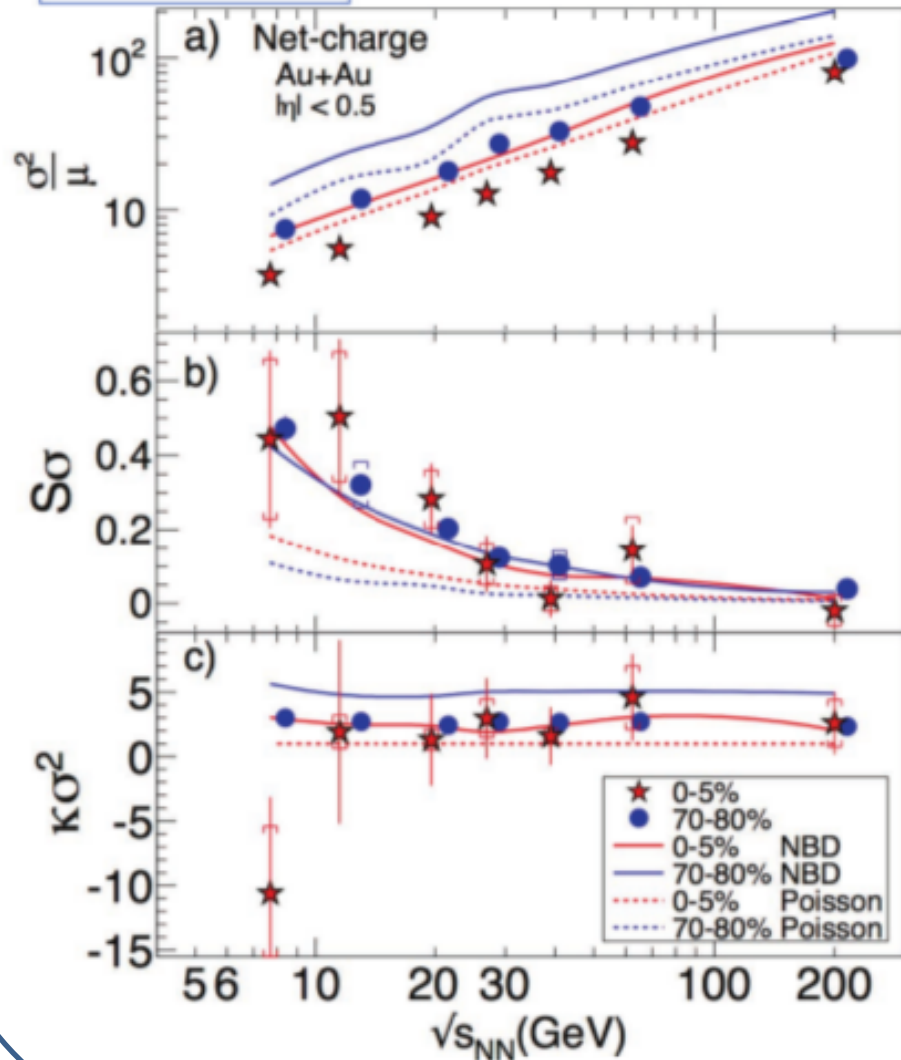 a) Net-charge
Au+Au
|η| < 0.5
10²
10
σ²
μ
b)
0.6
0.4
0.2
0
Sσ
c)
5
0
-5
-10
-15
κσ²
0-5%
70-80%
0-5% NBD
70-80% NBD
0-5% Poisson
70-80% Poisson
5 6 10 20 30 100 200
√sNN(GeV)